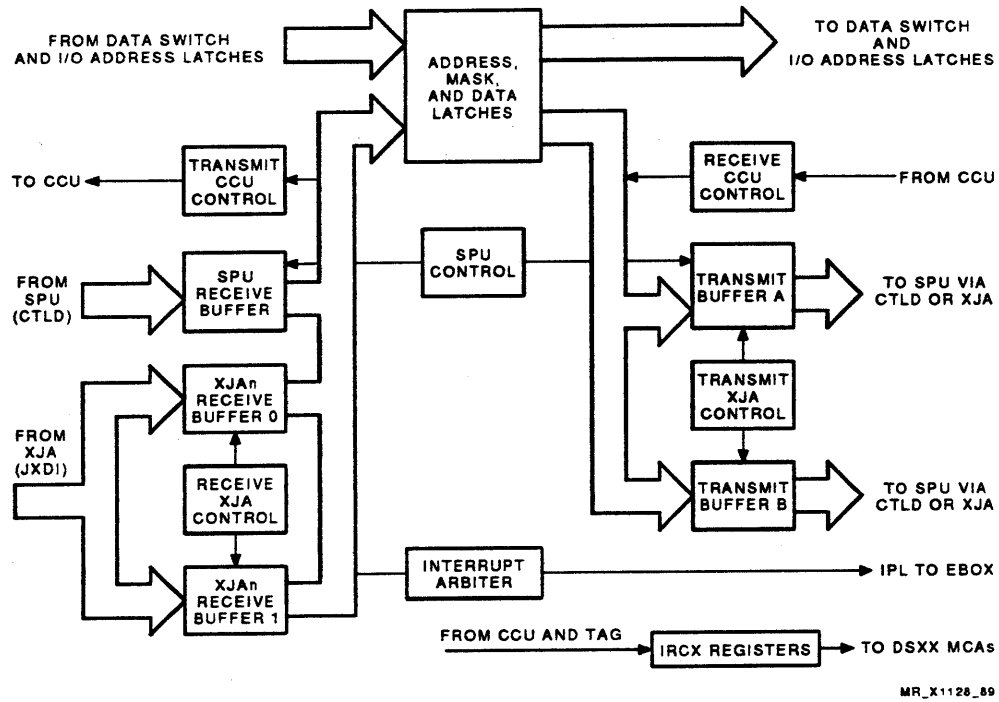 FROM DATA SWITCH
AND I/O ADDRESS LATCHES
ADDRESS,
MASK,
AND DATA
LATCHES
TO DATA SWITCH
AND
I/O ADDRESS LATCHES
TO CCU
TRANSMIT
CCU
CONTROL
RECEIVE
CCU
CONTROL
FROM CCU
FROM
SPU
(CTLD)
SPU
RECEIVE
BUFFER
SPU
CONTROL
TRANSMIT
BUFFER A
TO SPU VIA
CTLD OR XJA
FROM
XJA
(JXDI)
XJAn
RECEIVE
BUFFER 0
TRANSMIT
XJA
CONTROL
RECEIVE
XJA
CONTROL
TRANSMIT
BUFFER B
TO SPU VIA
CTLD OR XJA
XJAn
RECEIVE
BUFFER 1
INTERRUPT
ARBITER
IPL TO EBOX
FROM CCU AND TAG
IRCX REGISTERS
TO DSXX MCAs
MR_X1128_89